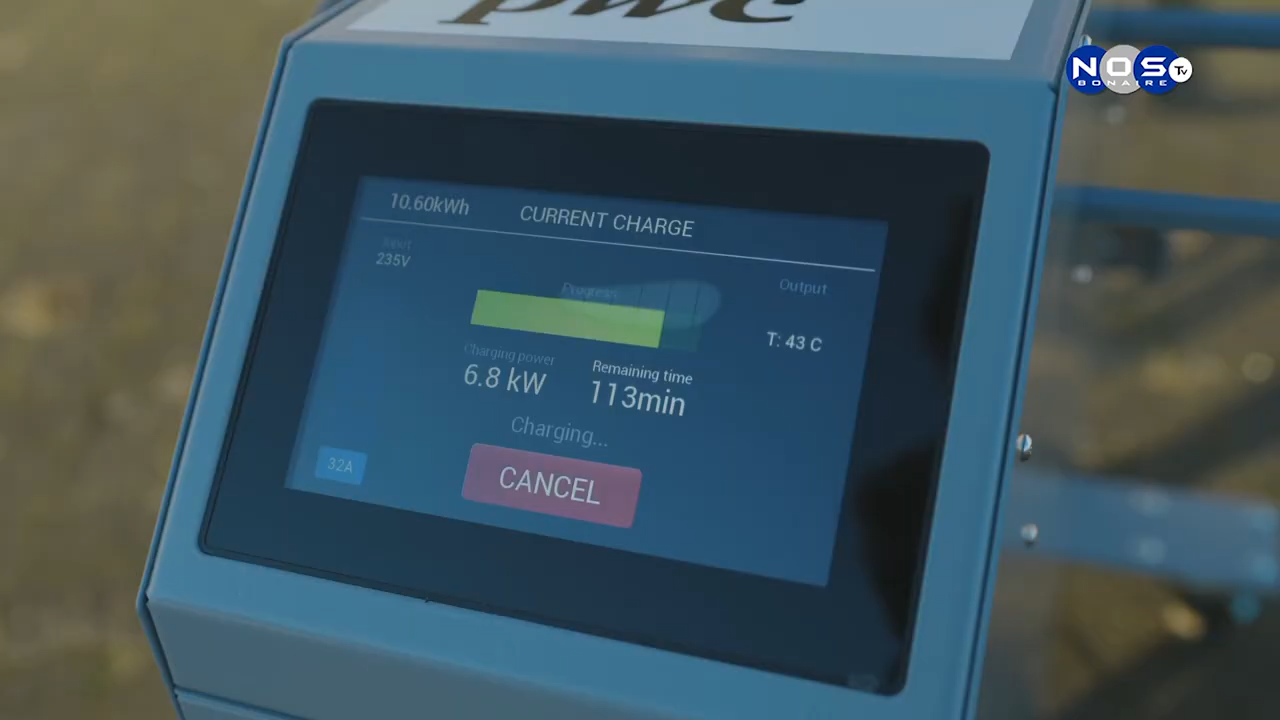 pwc
NOS TV
BONAIRE
10.60kWh
CURRENT CHARGE
Input
235V
Progress
Output
T: 43 C
Charging power
6.8 kW
Remaining time
113min
Charging...
32A
CANCEL